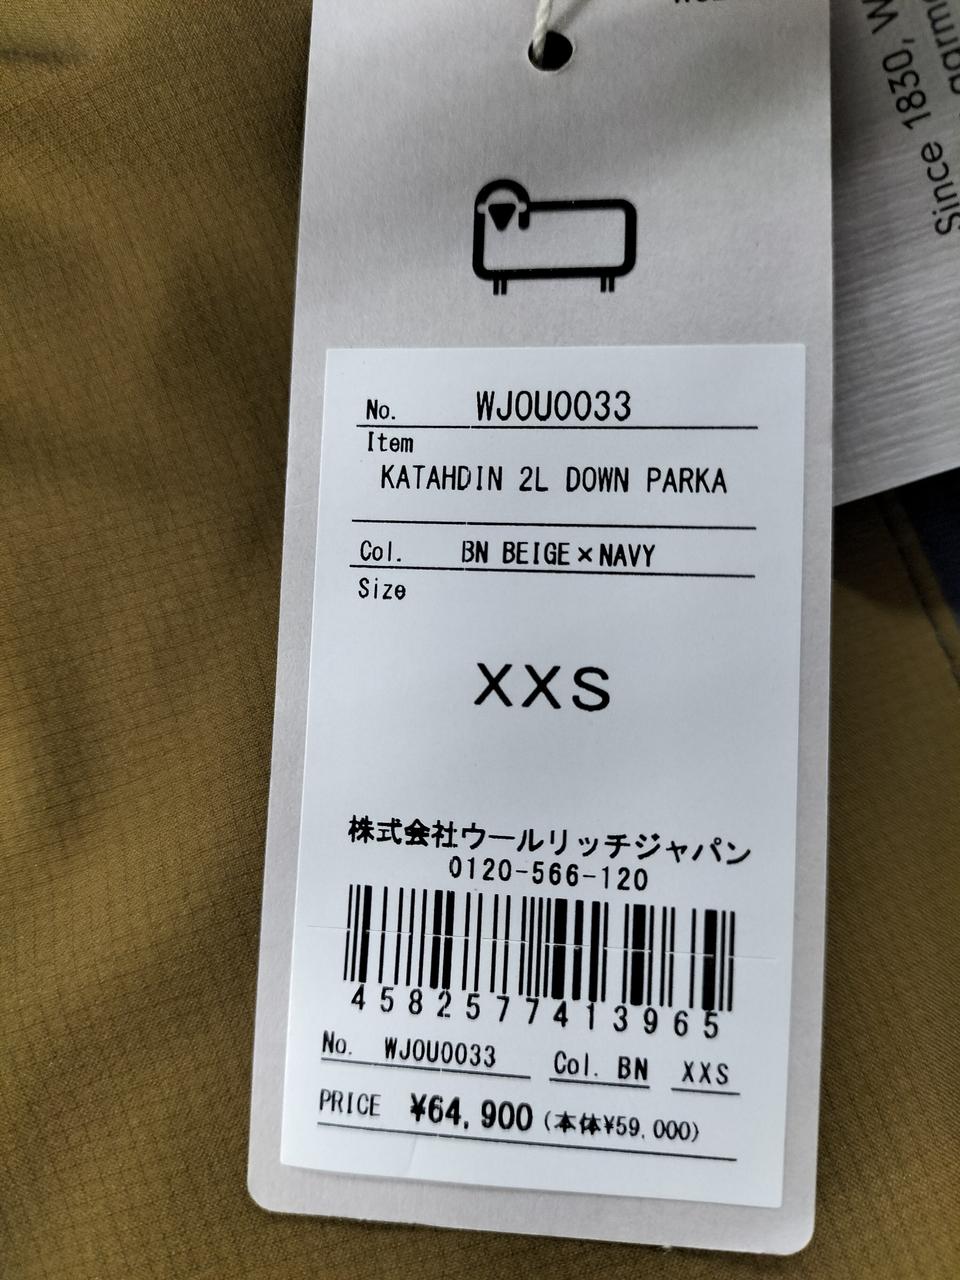 Since 1830, W
No. WJOU0033
Item
KATAHDIN 2L DOWN PARKA
Col. BN BEIGE×NAVY
Size
XXS
株式会社ウールリッチジャパン
0120-566-120
4582577413965
No. WJOU0033 Col. BN XXS
PRICE ¥64,900 (本体¥59,000)